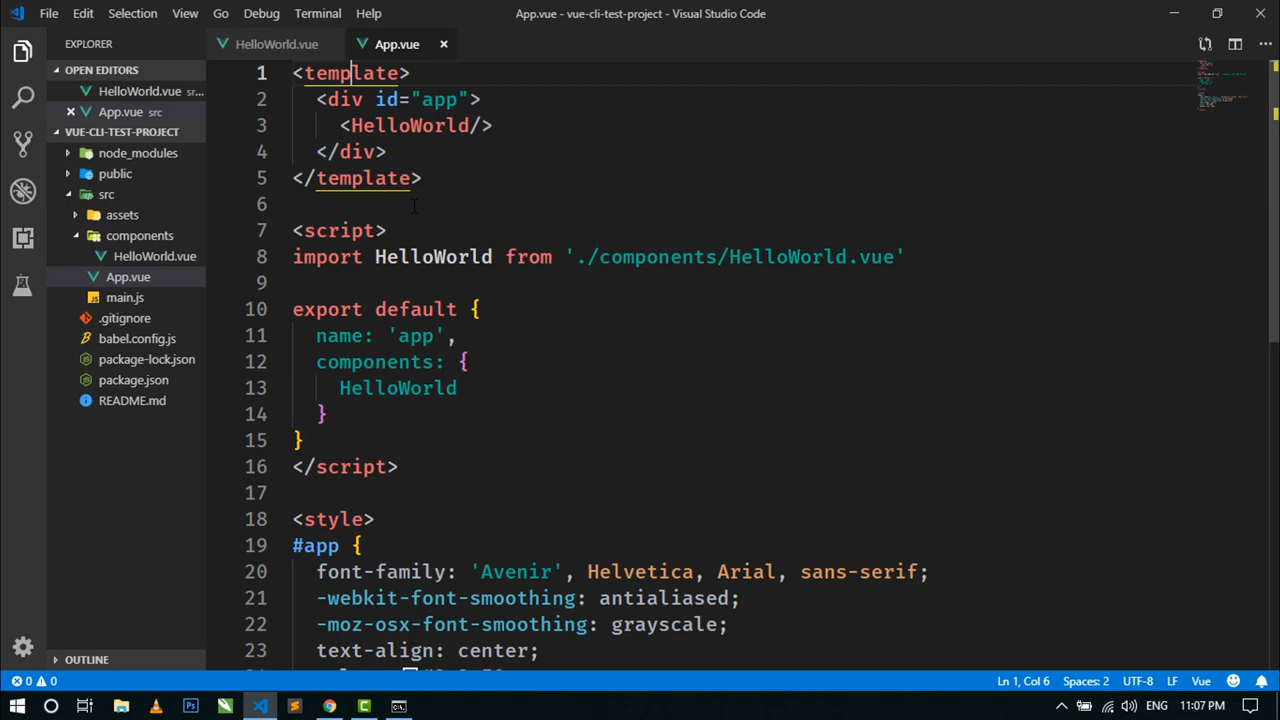 File Edit Selection View Go Debug Terminal Help
App.vue - vue-cli-test-project - Visual Studio Code
EXPLORER
HelloWorld.vue
App.vue
OPEN EDITORS
HelloWorld.vue sr...
App.vue src
VUE-CLI-TEST-PROJECT
node_modules
public
src
assets
components
HelloWorld.vue
App.vue
main.js
.gitignore
babel.config.js
package-lock.json
package.json
README.md
OUTLINE
1 <template>
2 <div id="app">
3 <HelloWorld/>
4 </div>
5 </template>
6
7 <script>
8 import HelloWorld from './components/HelloWorld.vue'
9
10 export default {
11 name: 'app',
12 components: {
13 HelloWorld
14 }
15 }
16 </script>
17
18 <style>
19 #app {
20 font-family: 'Avenir', Helvetica, Arial, sans-serif;
21 -webkit-font-smoothing: antialiased;
22 -moz-osx-font-smoothing: grayscale;
23 text-align: center;
0 0
Ln 1, Col 6 Spaces: 2 UTF-8 LF Vue
Ps
ENG 11:07 PM